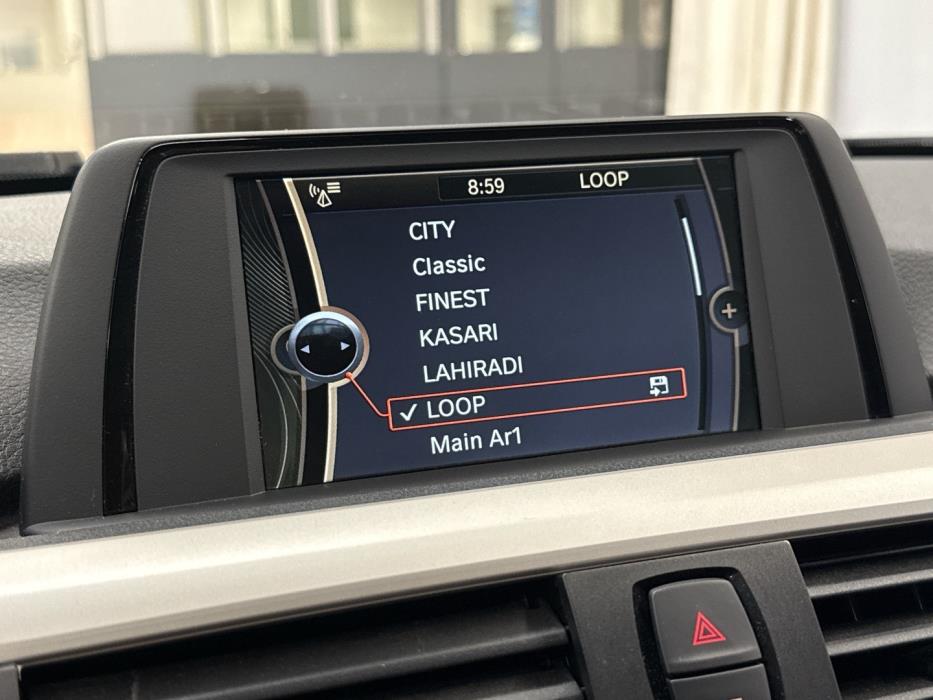 8:59 LOOP
CITY
Classic
FINEST
KASARI
LAHIRADI
LOOP
Main Ar1